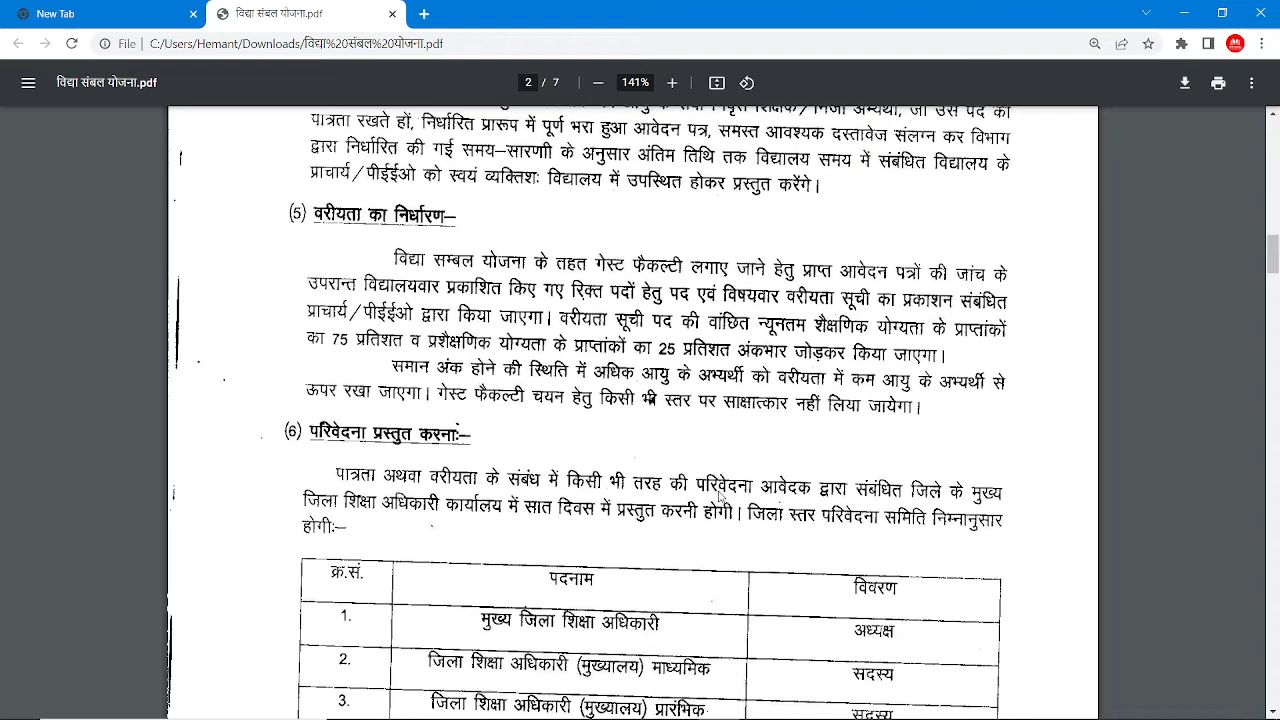 New Tab
विद्या संबल योजना.pdf
File
C:/Users/Hemant/Downloads/विद्या%20संबल%20योजना.pdf
विद्या संबल योजना.pdf
2 / 7
141%
पात्रता रखते हों, निर्धारित प्रारूप में पूर्ण भरा हुआ आवेदन पत्र, समस्त आवश्यक दस्तावेज संलग्न कर विभाग
द्वारा निर्धारित की गई समय–सारणी के अनुसार अंतिम तिथि तक विद्यालय समय में संबंधित विद्यालय के
प्राचार्य/पीईईओ को स्वयं व्यक्तिशः विद्यालय में उपस्थित होकर प्रस्तुत करेंगे।
(5) वरीयता का निर्धारण–
विद्या सम्बल योजना के तहत गेस्ट फैकल्टी लगाए जाने हेतु प्राप्त आवेदन पत्रों की जांच के
उपरान्त विद्यालयवार प्रकाशित किए गए रिक्त पदों हेतु पद एवं विषयवार वरीयता सूची का प्रकाशन संबंधित
प्राचार्य/पीईईओ द्वारा किया जाएगा। वरीयता सूची पद की वांछित न्यूनतम शैक्षणिक योग्यता के प्राप्तांकों
का 75 प्रतिशत व प्रशैक्षणिक योग्यता के प्राप्तांकों का 25 प्रतिशत अंकभार जोड़कर किया जाएगा।
समान अंक होने की स्थिति में अधिक आयु के अभ्यर्थी को वरीयता में कम आयु के अभ्यर्थी से
ऊपर रखा जाएगा। गेस्ट फैकल्टी चयन हेतु किसी भी स्तर पर साक्षात्कार नहीं लिया जायेगा।
(6) परिवेदना प्रस्तुत करनाः–
पात्रता अथवा वरीयता के संबंध में किसी भी तरह की परिवेदना आवेदक द्वारा संबंधित जिले के मुख्य
जिला शिक्षा अधिकारी कार्यालय में सात दिवस में प्रस्तुत करनी होगी। जिला स्तर परिवेदना समिति निम्नानुसार
होगीः–
क्र.सं. पदनाम विवरण
1. मुख्य जिला शिक्षा अधिकारी अध्यक्ष
2. जिला शिक्षा अधिकारी (मुख्यालय) माध्यमिक सदस्य
3. जिला शिक्षा अधिकारी (मुख्यालय) प्रारंभिक सदस्य